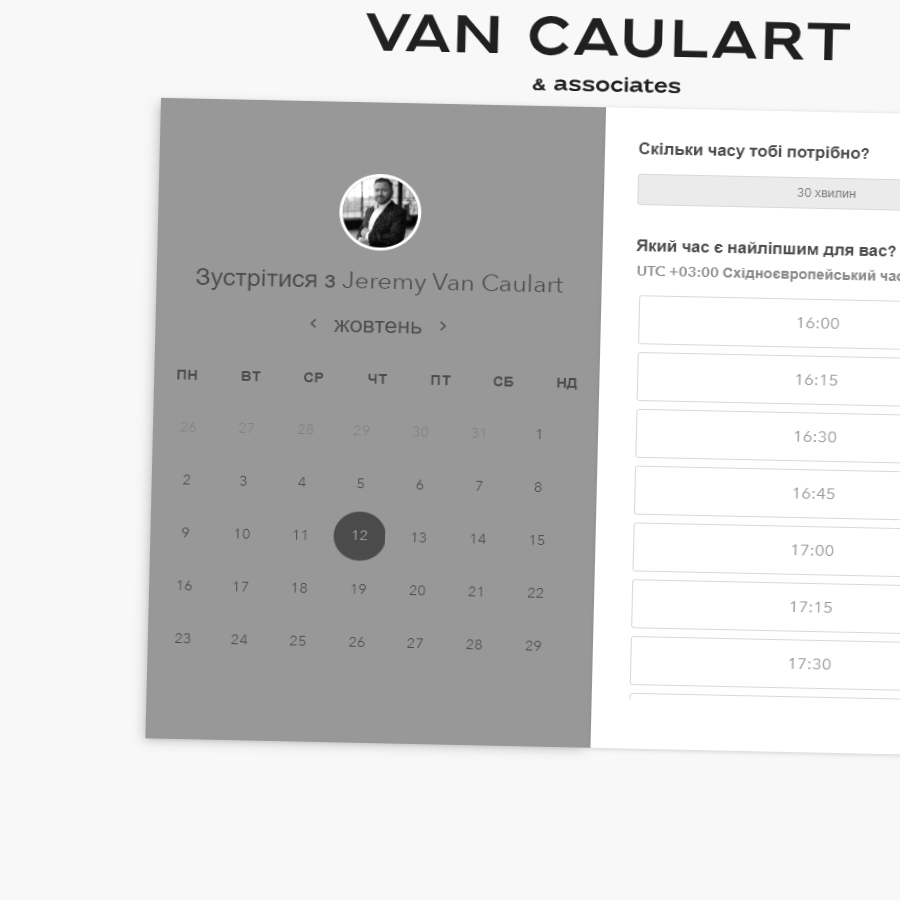 VAN CAULART
& associates
Зустрітися з Jeremy Van Caulart
‹ жовтень ›
ПН ВТ СР ЧТ ПТ СБ НД
26 27 28 29 30 31 1
2 3 4 5 6 7 8
9 10 11 12 13 14 15
16 17 18 19 20 21 22
23 24 25 26 27 28 29
Скільки часу тобі потрібно?
30 хвилин
Який час є найліпшим для вас?
UTC +03:00 Східноєвропейський час
16:00
16:15
16:30
16:45
17:00
17:15
17:30